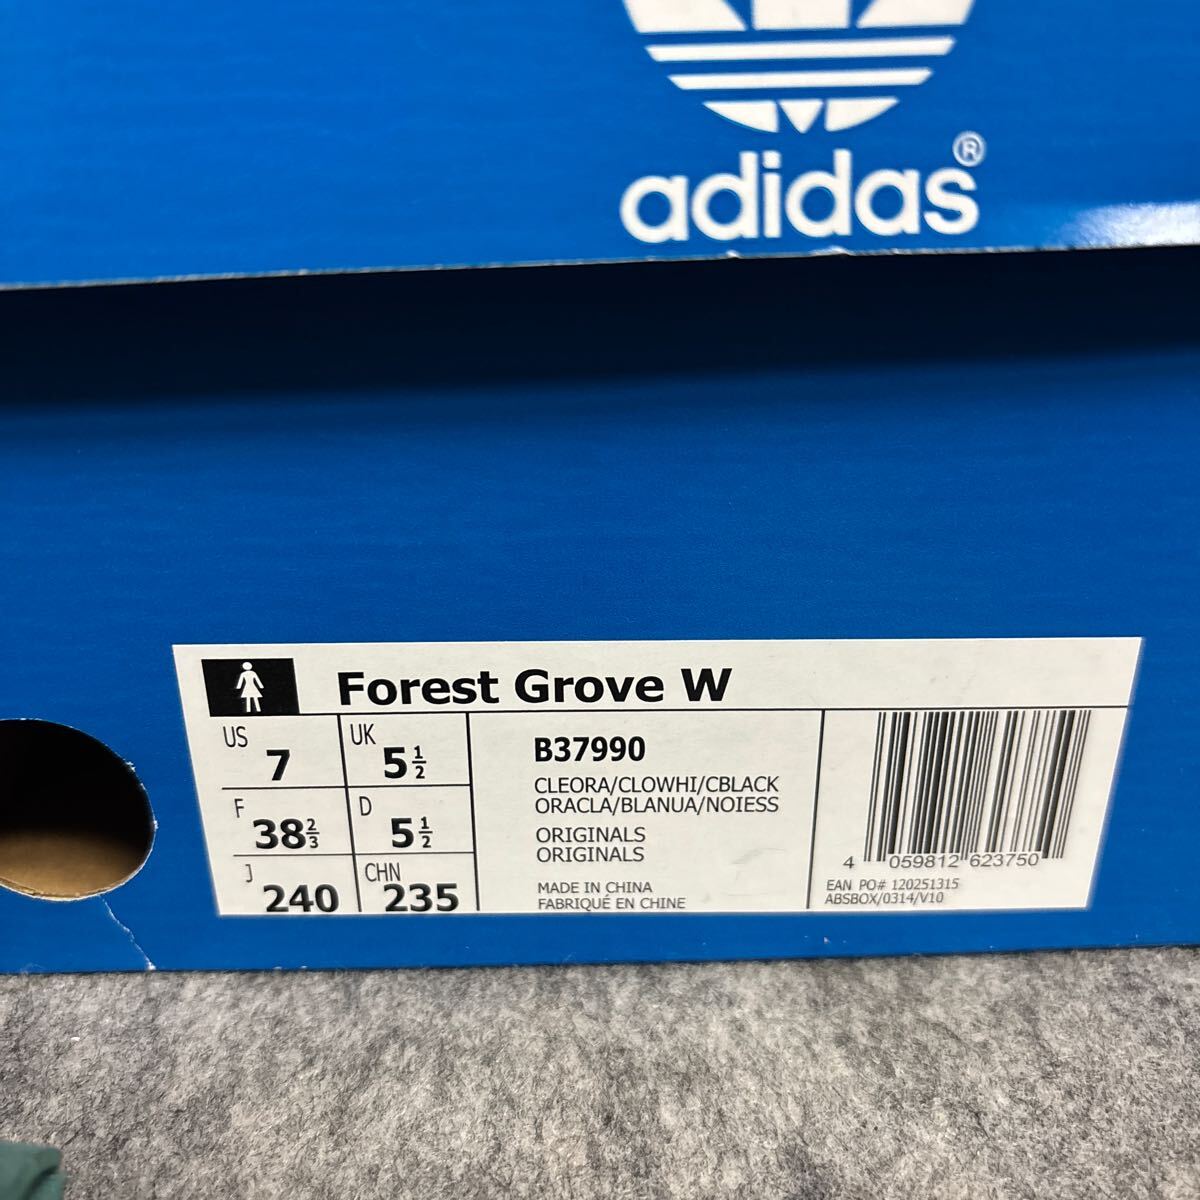 adidas®
Forest Grove W
US 7
UK 5 1/2
F 38 2/3
D 5 1/2
J 240
CHN 235
B37990
CLEORA/CLOWHI/CBLACK
ORACLA/BLANUA/NOIESS
ORIGINALS
ORIGINALS
MADE IN CHINA
FABRIQUÉ EN CHINE
4 059812 623750
EAN PO# 120251315
ABSBOX/0314/V10